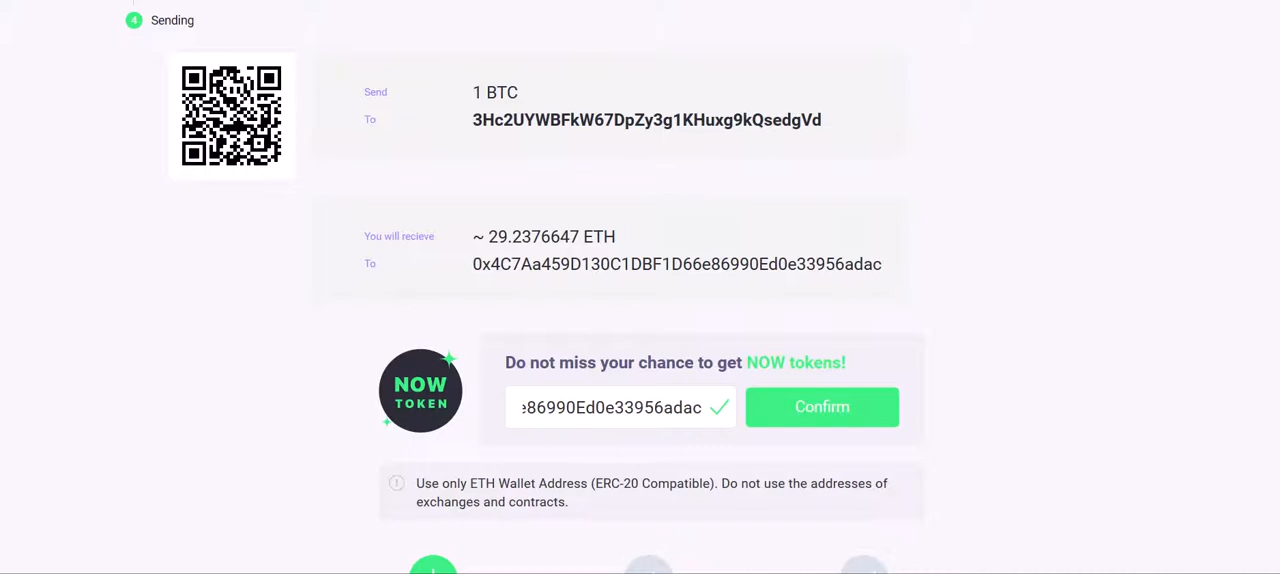 4 Sending
Send 1 BTC
To 3Hc2UYWBFkW67DpZy3g1KHuxg9kQsedgVd
You will recieve ~ 29.2376647 ETH
To 0x4C7Aa459D130C1DBF1D66e86990Ed0e33956adac
NOW
TOKEN
Do not miss your chance to get NOW tokens!
e86990Ed0e33956adac Confirm
Use only ETH Wallet Address (ERC-20 Compatible). Do not use the addresses of
exchanges and contracts.